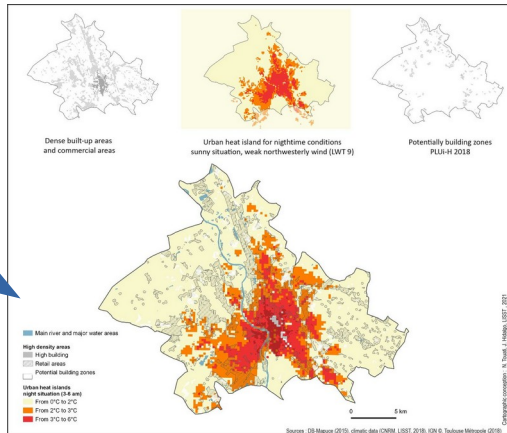 Dense built-up areas
and commercial areas
Urban heat island for nigthtime conditions
sunny situation, weak northwesterly wind (LWT 9)
Potentially building zones
PLUi-H 2018
Main river and major water areas
High density areas
High building
Retail areas
Potential building zones
Urban heat islands
night situation (3-6 am)
From 0°C to 2°C
From 2°C to 3°C
From 3°C to 6°C
0
5 km
Cartographic conception : N. Touati, J. Hidalgo, LISST, 2021
Sources : DB-Mapuce (2015), climatic data (CNRM, LISST, 2018), IGN ©, Toulouse Métropole (2018)